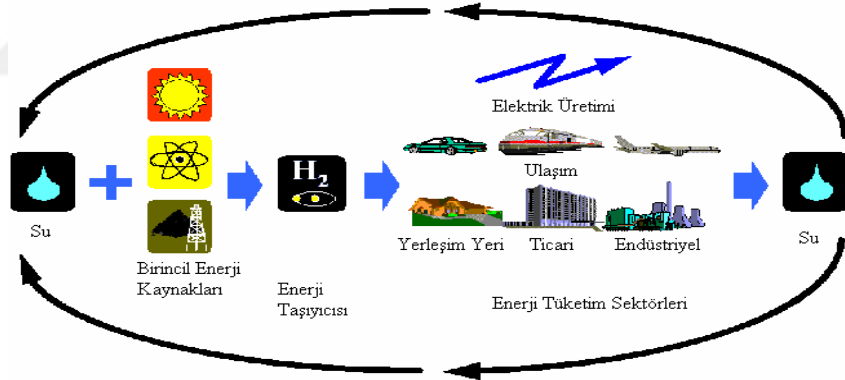 Elektrik Üretimi
H2
Ulaşım
Su
Yerleşim Yeri
Ticari
Endüstriyel
Su
Birincil Enerji
Kaynakları
Enerji
Taşıyıcısı
Enerji Tüketim Sektörleri